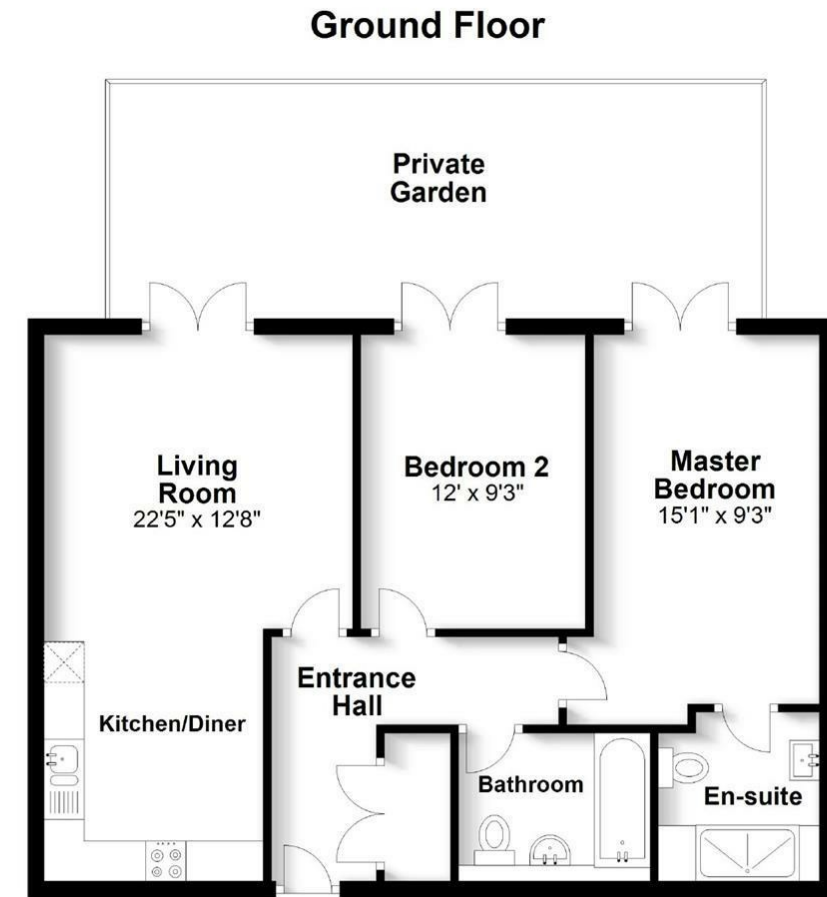 Ground Floor
Private
Garden
Living
Room
22'5" x 12'8"
Bedroom 2
12' x 9'3"
Master
Bedroom
15'1" x 9'3"
Entrance
Hall
Kitchen/Diner
Bathroom
En-suite